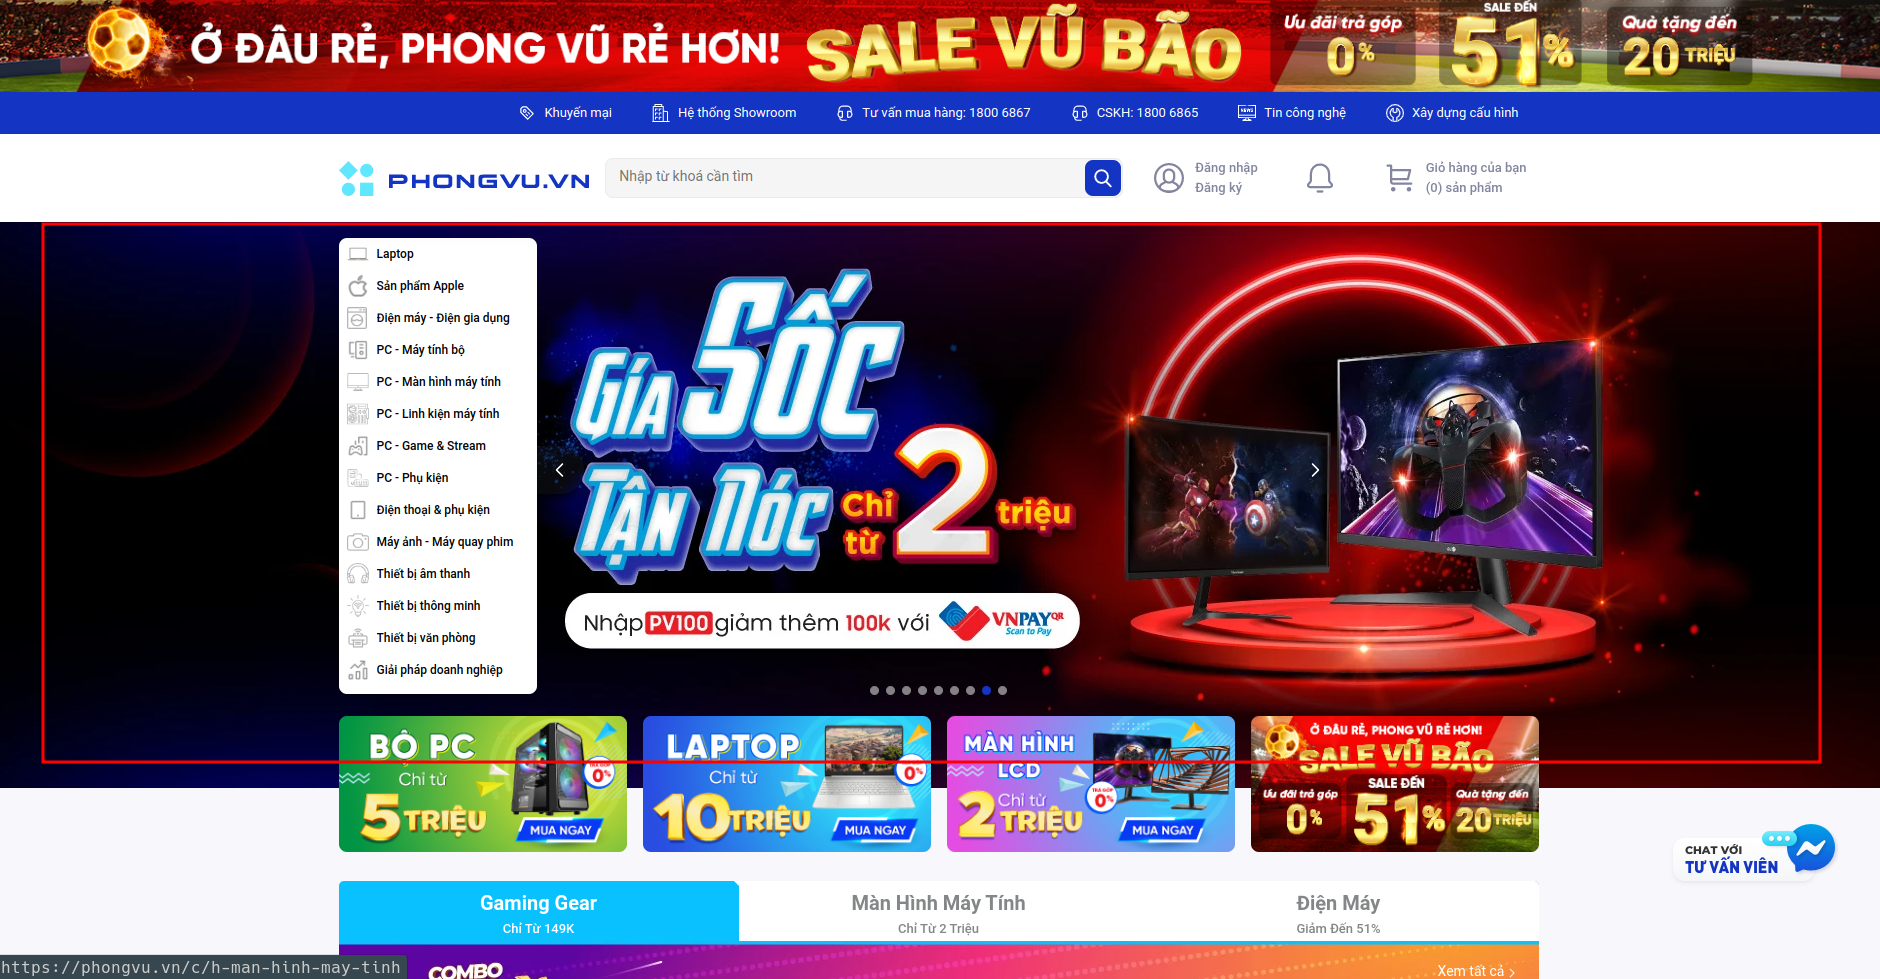 Ở ĐÂU RẺ, PHONG VŨ RẺ HƠN!
SALE VŨ BÃO
Ưu đãi trả góp
0%
SALE ĐẾN
51%
Quà tặng đến
20 TRIỆU
Khuyến mại
Hệ thống Showroom
Tư vấn mua hàng: 1800 6867
CSKH: 1800 6865
NEWS
Tin công nghệ
Xây dựng cấu hình
PHONGVU.VN
Nhập từ khoá cần tìm
Đăng nhập
Đăng ký
Giỏ hàng của bạn
(0) sản phẩm
Laptop
Sản phẩm Apple
Điện máy - Điện gia dụng
PC - Máy tính bộ
PC - Màn hình máy tính
PC - Linh kiện máy tính
PC - Game & Stream
PC - Phụ kiện
Điện thoại & phụ kiện
Máy ảnh - Máy quay phim
Thiết bị âm thanh
Thiết bị thông minh
Thiết bị văn phòng
Giải pháp doanh nghiệp
GÍA SỐC
TẬN NÓC
Chỉ từ 2 triệu
Nhập PV100 giảm thêm 100k với VNPAYQR
Scan to Pay
BỘ PC
Chỉ từ
5 TRIỆU
TRẢ GÓP
0%
MUA NGAY
LAPTOP
Chỉ từ
10 TRIỆU
0%
MUA NGAY
MÀN HÌNH
LCD
Chỉ từ
2 TRIỆU
TRẢ GÓP
0%
MUA NGAY
Ở ĐÂU RẺ, PHONG VŨ RẺ HƠN!
SALE VŨ BÃO
Ưu đãi trả góp
0%
SALE ĐẾN
51%
Quà tặng đến
20 TRIỆU
CHAT VỚI
TƯ VẤN VIÊN
Gaming Gear
Chỉ Từ 149K
Màn Hình Máy Tính
Chỉ Từ 2 Triệu
Điện Máy
Giảm Đến 51%
COMBO
Xem tất cả
https://phongvu.vn/c/h-man-hinh-may-tinh